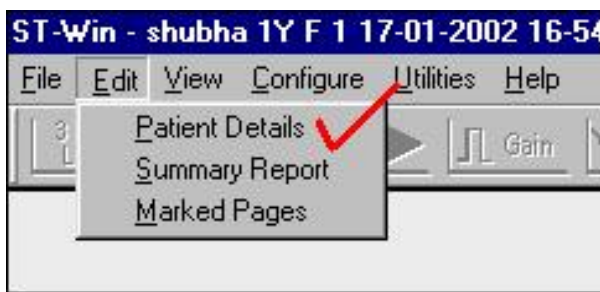 ST-Win - shubha 1Y F 1 17-01-2002 16-54
File Edit View Configure Utilities Help
Patient Details
Summary Report
Marked Pages
3
L
Gain